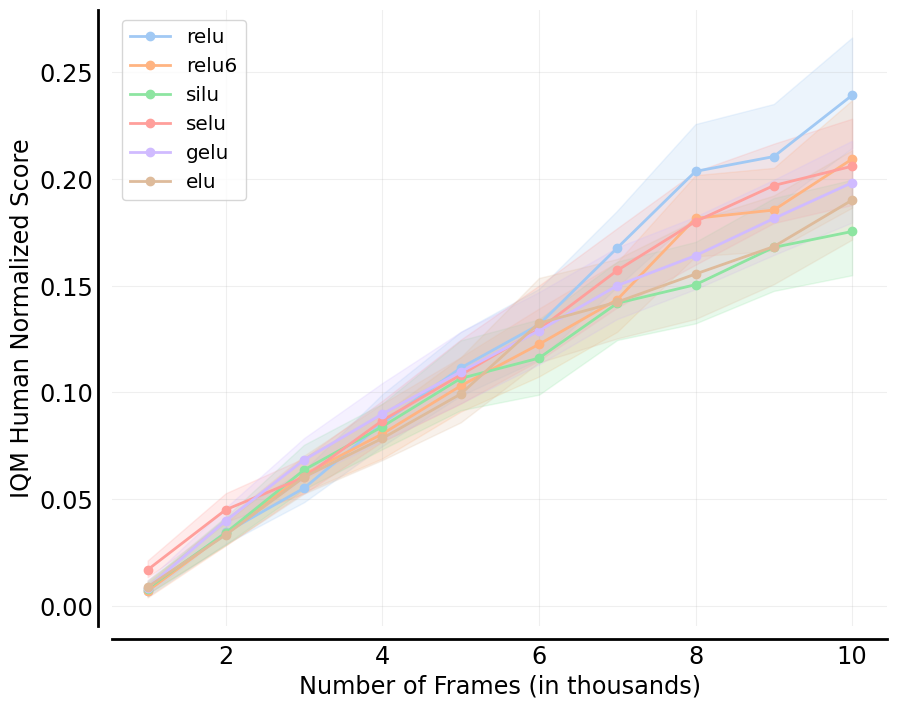 relu
relu6
silu
selu
gelu
elu
IQM Human Normalized Score
0.25
0.20
0.15
0.10
0.05
0.00
2 4 6 8 10
Number of Frames (in thousands)